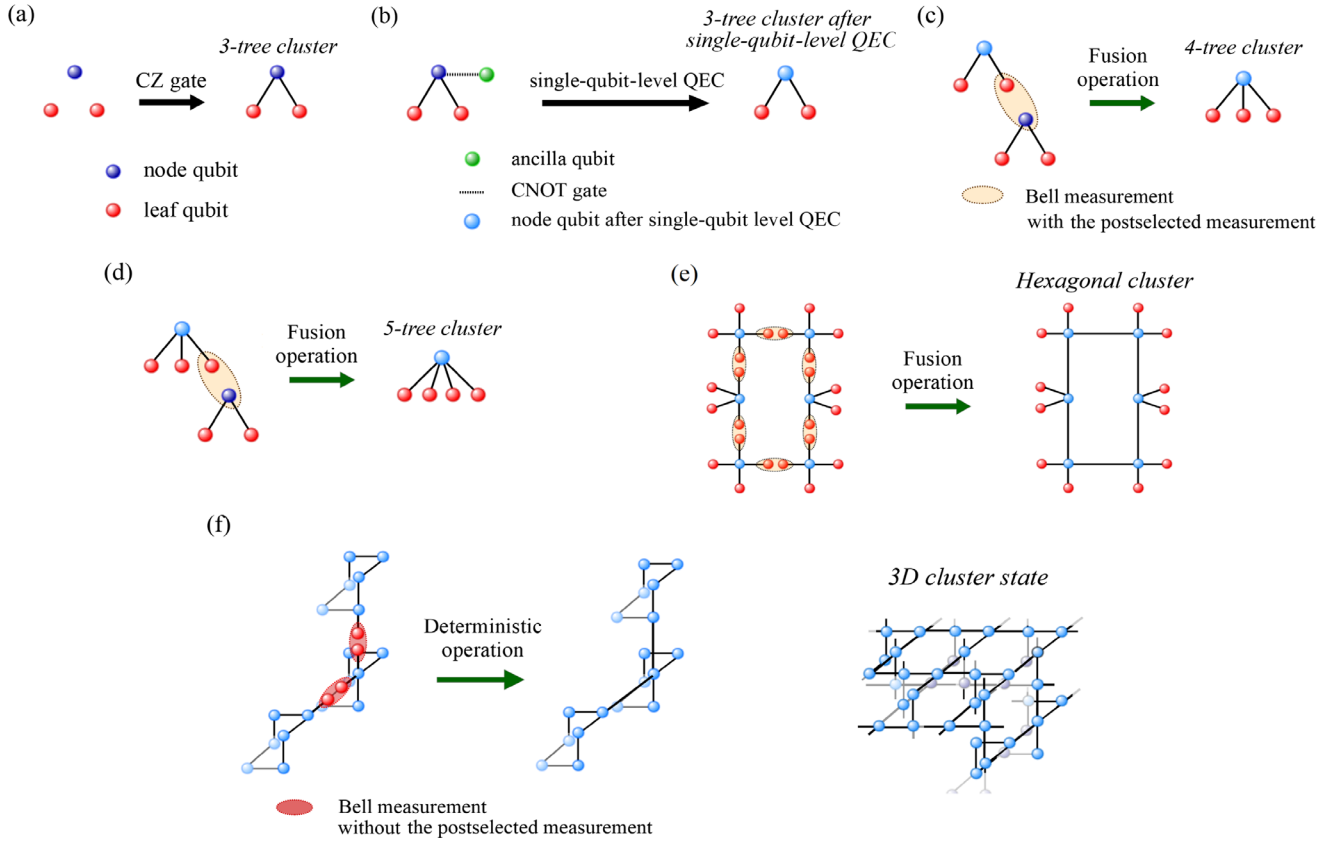 (a)
3-tree cluster
CZ gate
node qubit
leaf qubit
(b)
3-tree cluster after
single-qubit-level QEC
single-qubit-level QEC
ancilla qubit
CNOT gate
node qubit after single-qubit level QEC
(c)
Fusion
operation
4-tree cluster
Bell measurement
with the postselected measurement
(d)
Fusion
operation
5-tree cluster
(e)
Hexagonal cluster
Fusion
operation
(f)
Deterministic
operation
3D cluster state
Bell measurement
without the postselected measurement